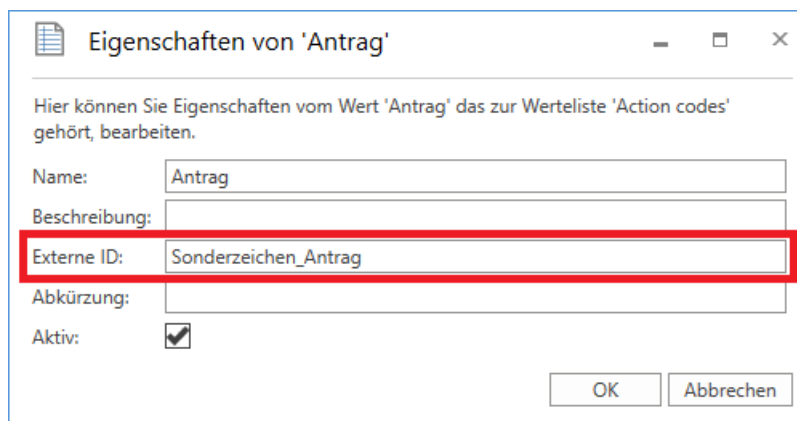 Eigenschaften von 'Antrag'
Hier können Sie Eigenschaften vom Wert 'Antrag' das zur Werteliste 'Action codes'
gehört, bearbeiten.
Name: Antrag
Beschreibung:
Externe ID: Sonderzeichen_Antrag
Abkürzung:
Aktiv:
OK Abbrechen